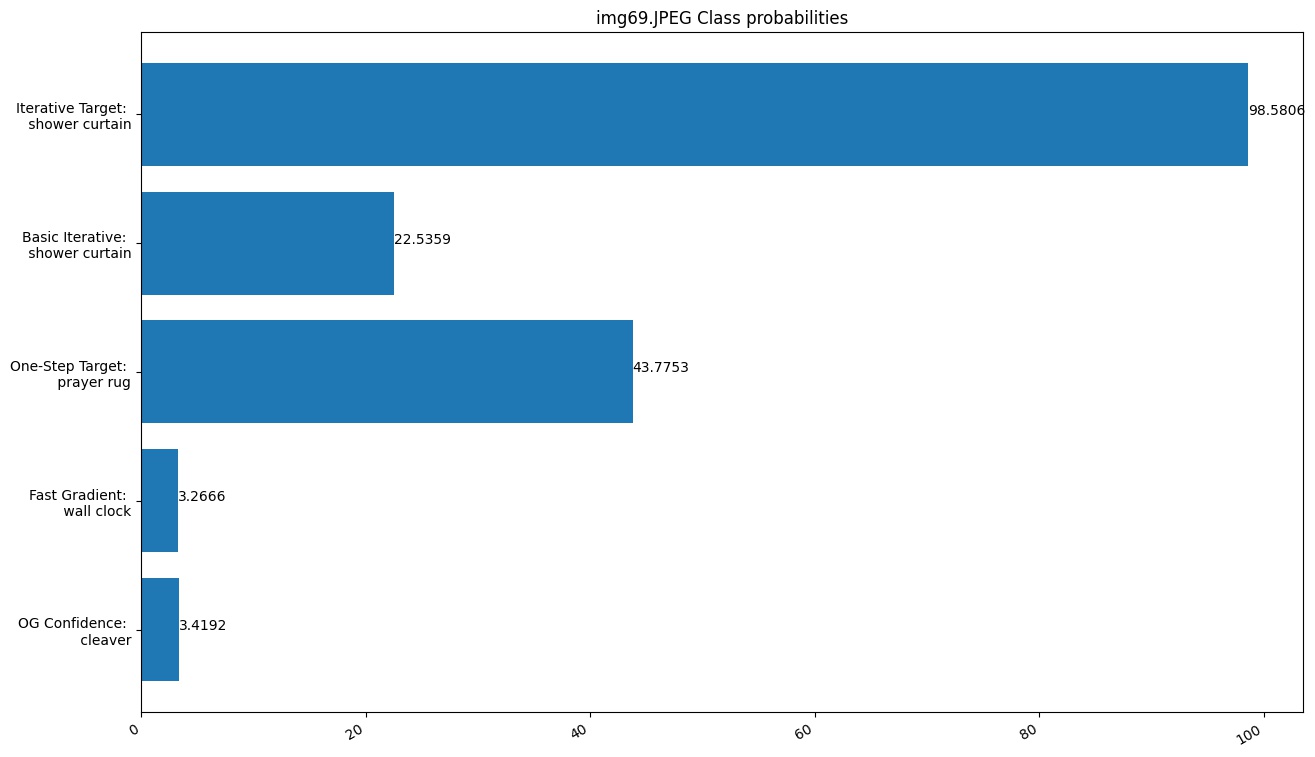 img69.JPEG Class probabilities
Iterative Target:
shower curtain
98.5806
Basic Iterative:
shower curtain
22.5359
One-Step Target:
prayer rug
43.7753
Fast Gradient:
wall clock
3.2666
OG Confidence:
cleaver
3.4192
0
20
40
60
80
100